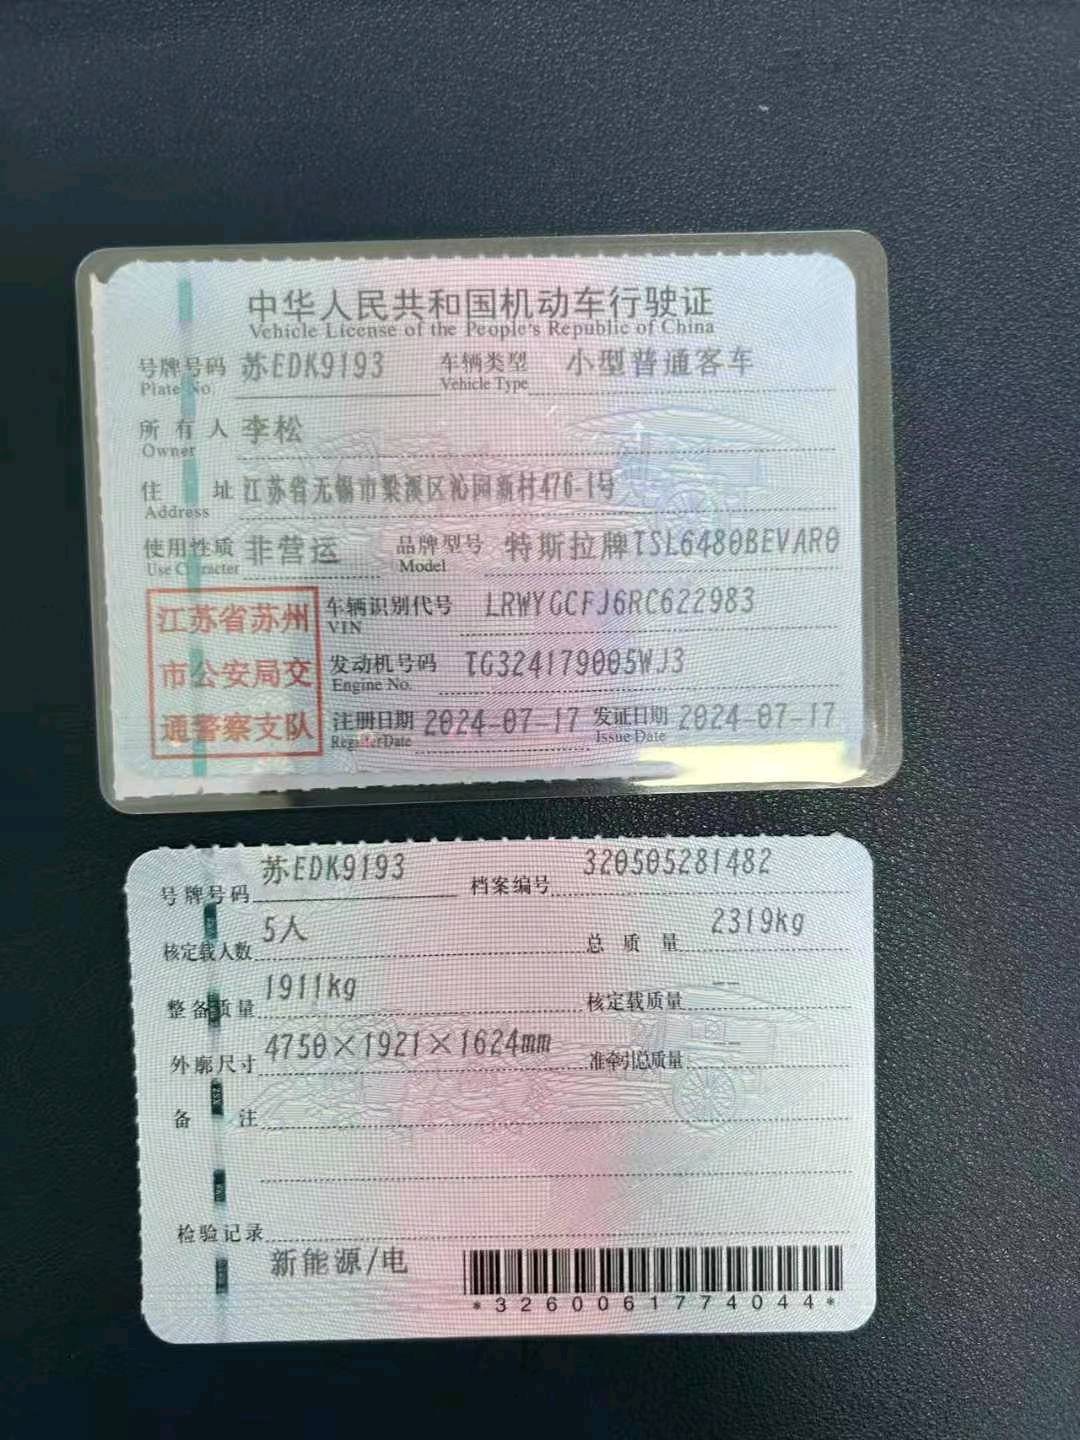 中华人民共和国机动车行驶证
Vehicle License of the People's Republic of China
号牌号码 苏EDK9193 车辆类型 小型普通客车
Plate No. Vehicle Type
所有人 李松
Owner
住址 江苏省无锡市梁溪区沁园新村476-1号
Address
使用性质 非营运 品牌型号 特斯拉牌TSL6480BEVAR0
Use Character Model
江苏省苏州 车辆识别代号 LRWYGCFJ6RC622983
VIN
市公安局交 发动机号码 TG324179005WJ3
Engine No.
通警察支队 注册日期 2024-07-17 发证日期 2024-07-17
Register Date Issue Date
号牌号码 苏EDK9193 档案编号 320505281482
核定载人数 5人 总质量 2319kg
整备质量 1911kg 核定载质量 --
外廓尺寸 4750×1921×1624mm 准牵引总质量 --
备注
检验记录
新能源/电
*3260061774044*